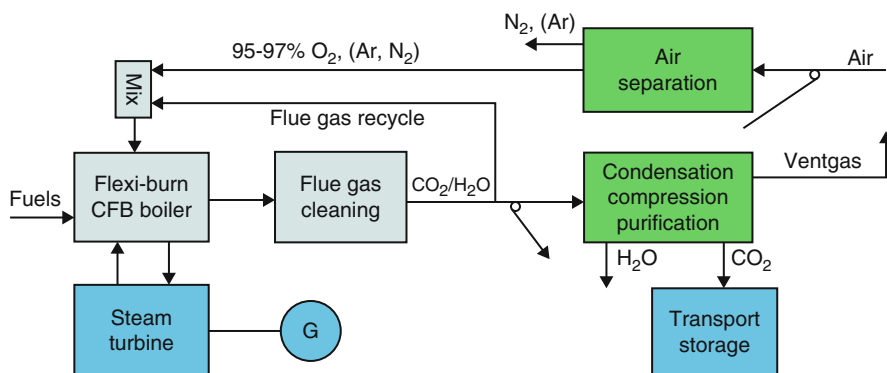 N₂, (Ar)
95-97% O₂, (Ar, N₂)
Air
separation
Air
Mix
Flue gas recycle
Fuels
Flexi-burn
CFB boiler
Flue gas
cleaning
CO₂/H₂O
Condensation
compression
purification
Ventgas
H₂O
CO₂
Steam
turbine
G
Transport
storage